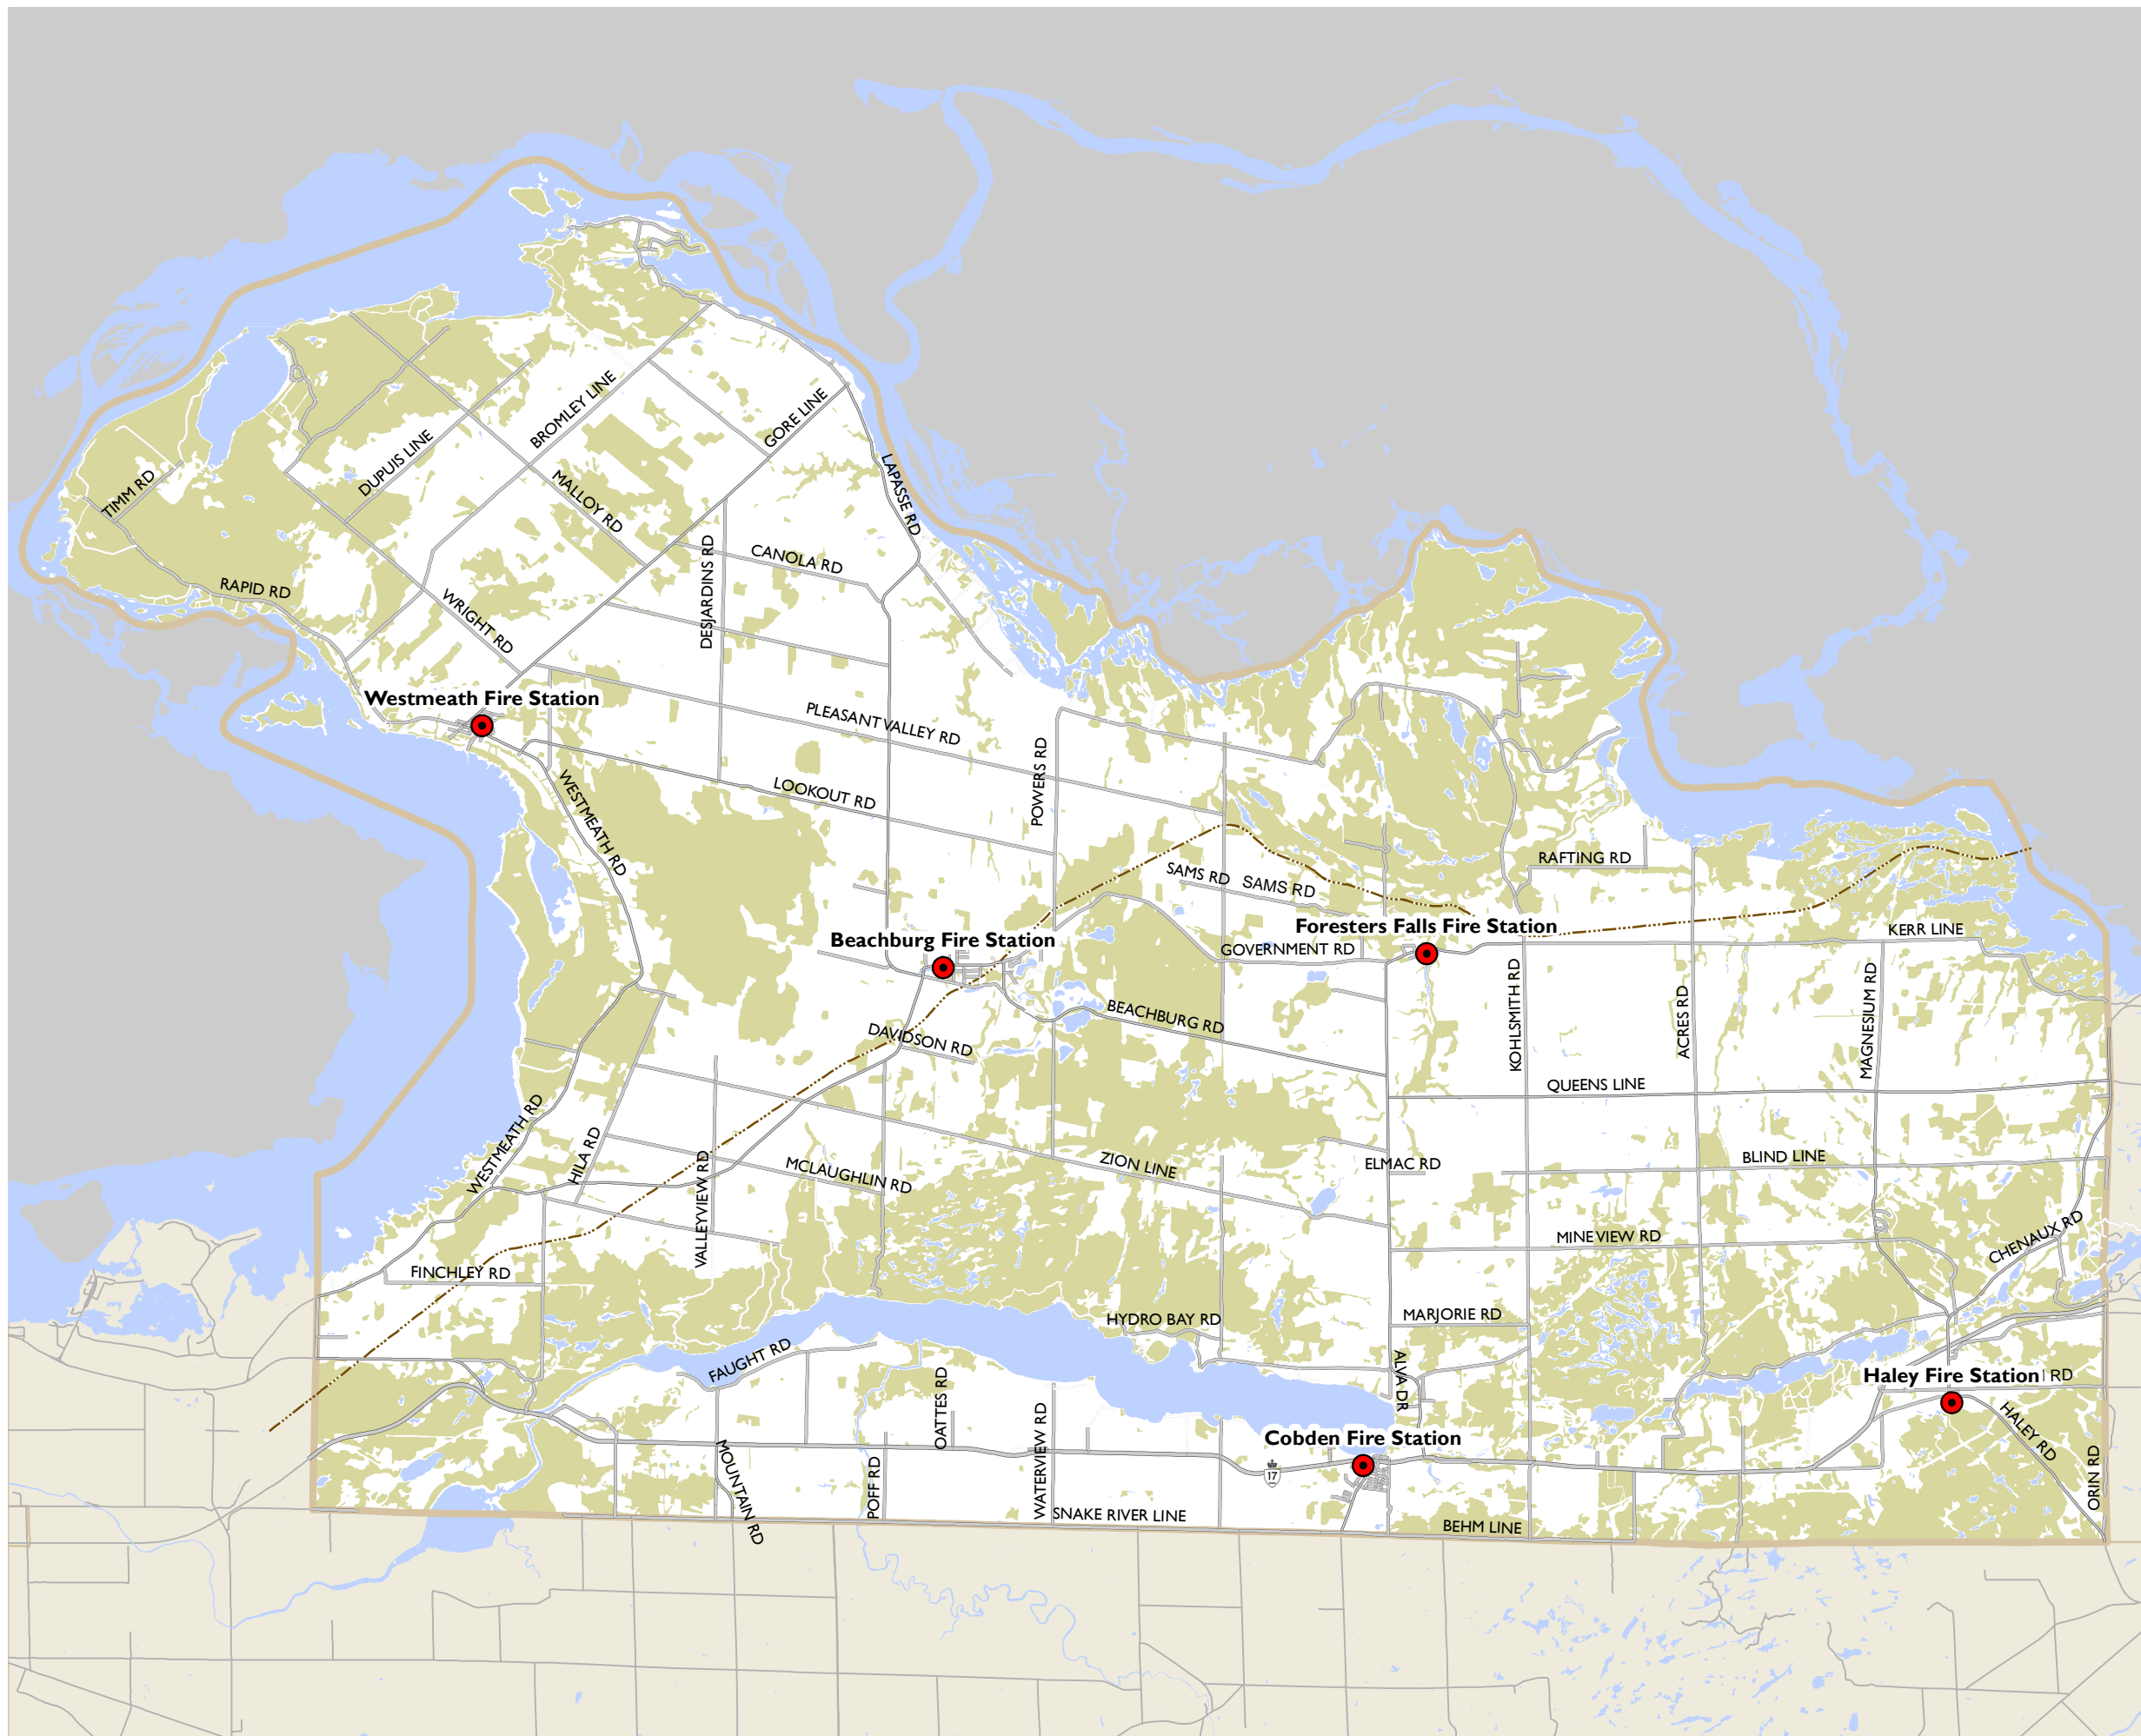 BROMLEY LINE
GORE LINE
DUPUIS LINE
TIMM RD
MALLOY RD
LAPASSE RD
CANOLA RD
DESJARDINS RD
RAPID RD
WRIGHT RD
Westmeath Fire Station
PLEASANT VALLEY RD
POWERS RD
LOOKOUT RD
WESTMEATH RD
RAFTING RD
SAMS RD
SAMS RD
Foresters Falls Fire Station
Beachburg Fire Station
GOVERNMENT RD
KERR LINE
KOHLSMITH RD
ACRES RD
MAGNESIUM RD
BEACHBURG RD
DAVIDSON RD
QUEENS LINE
WESTMEATH RD
HILA RD
VALLEYVIEW RD
MCLAUGHLIN RD
ZION LINE
ELMAC RD
BLIND LINE
MINE VIEW RD
CHENAUX RD
FINCHLEY RD
HYDRO BAY RD
MARJORIE RD
FAUGHT RD
ALVA DR
Haley Fire Station
RD
OATTES RD
WATERVIEW RD
HALEY RD
Cobden Fire Station
17
MOUNTAIN RD
POFF RD
ORIN RD
SNAKE RIVER LINE
BEHM LINE